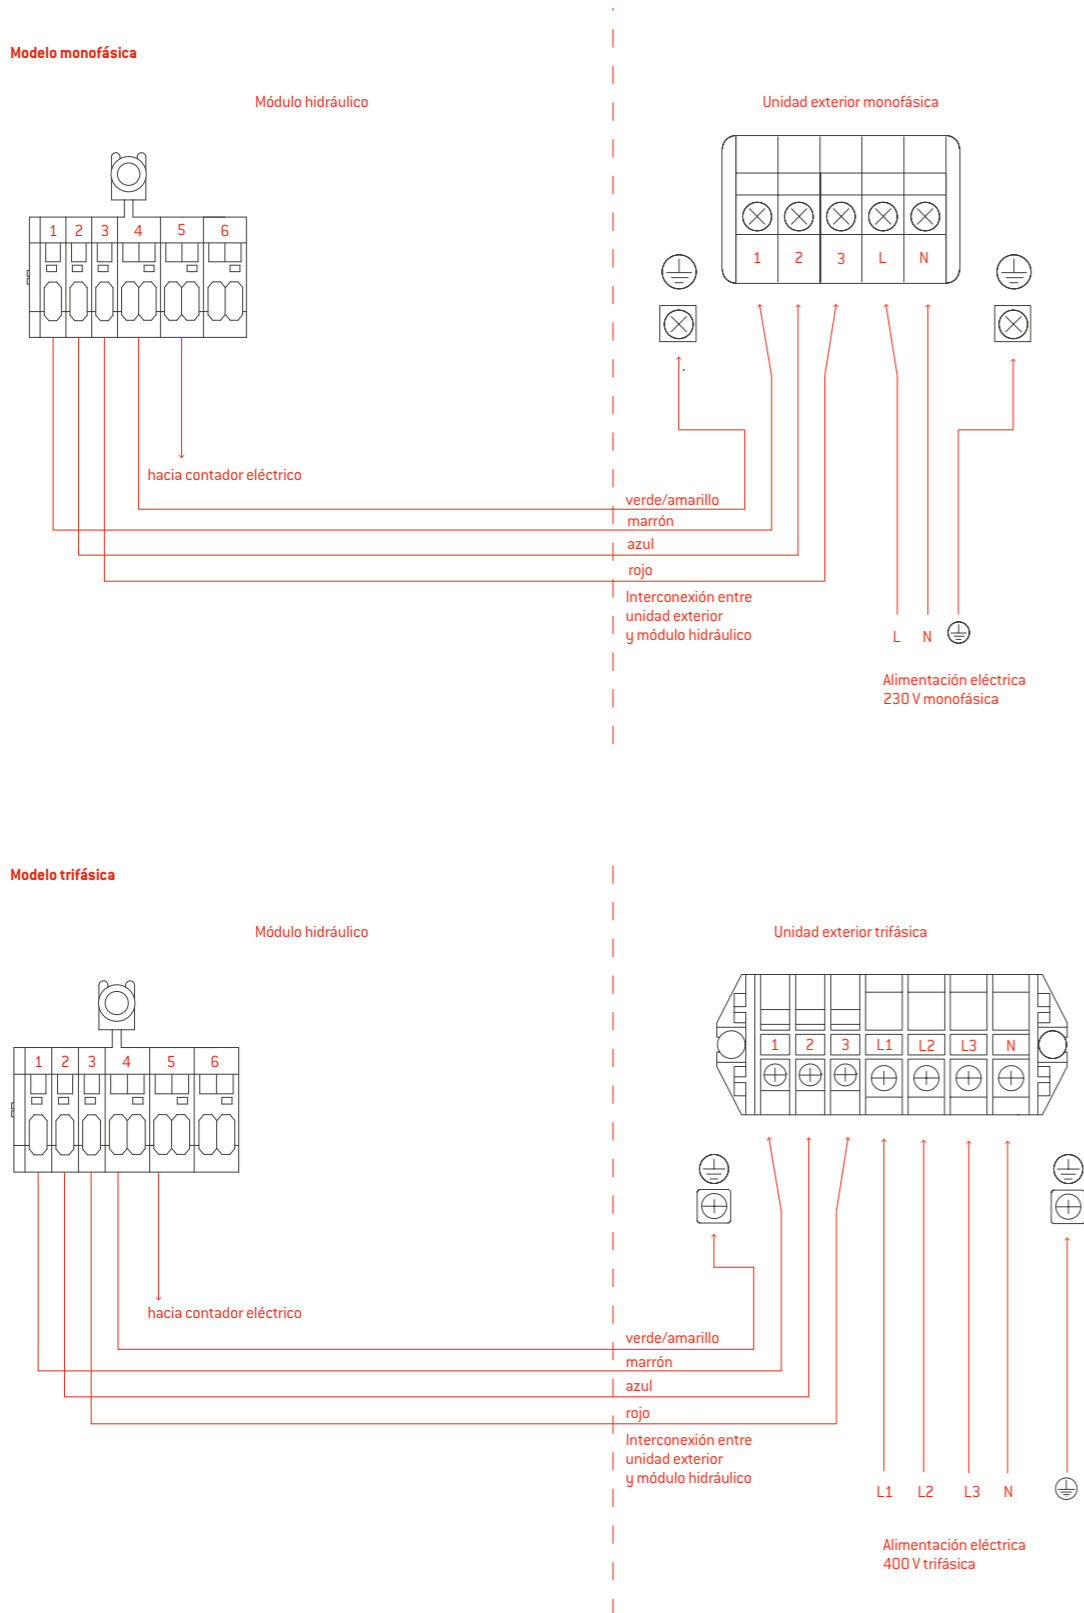 Modelo monofásica
Módulo hidráulico
Unidad exterior monofásica
1 2 3 4 5 6
1 2 3 L N
hacia contador eléctrico
verde/amarillo
marrón
azul
rojo
Interconexión entre
unidad exterior
y módulo hidráulico
L N
Alimentación eléctrica
230 V monofásica
Modelo trifásica
Módulo hidráulico
Unidad exterior trifásica
1 2 3 4 5 6
1 2 3 L1 L2 L3 N
hacia contador eléctrico
verde/amarillo
marrón
azul
rojo
Interconexión entre
unidad exterior
y módulo hidráulico
L1 L2 L3 N
Alimentación eléctrica
400 V trifásica